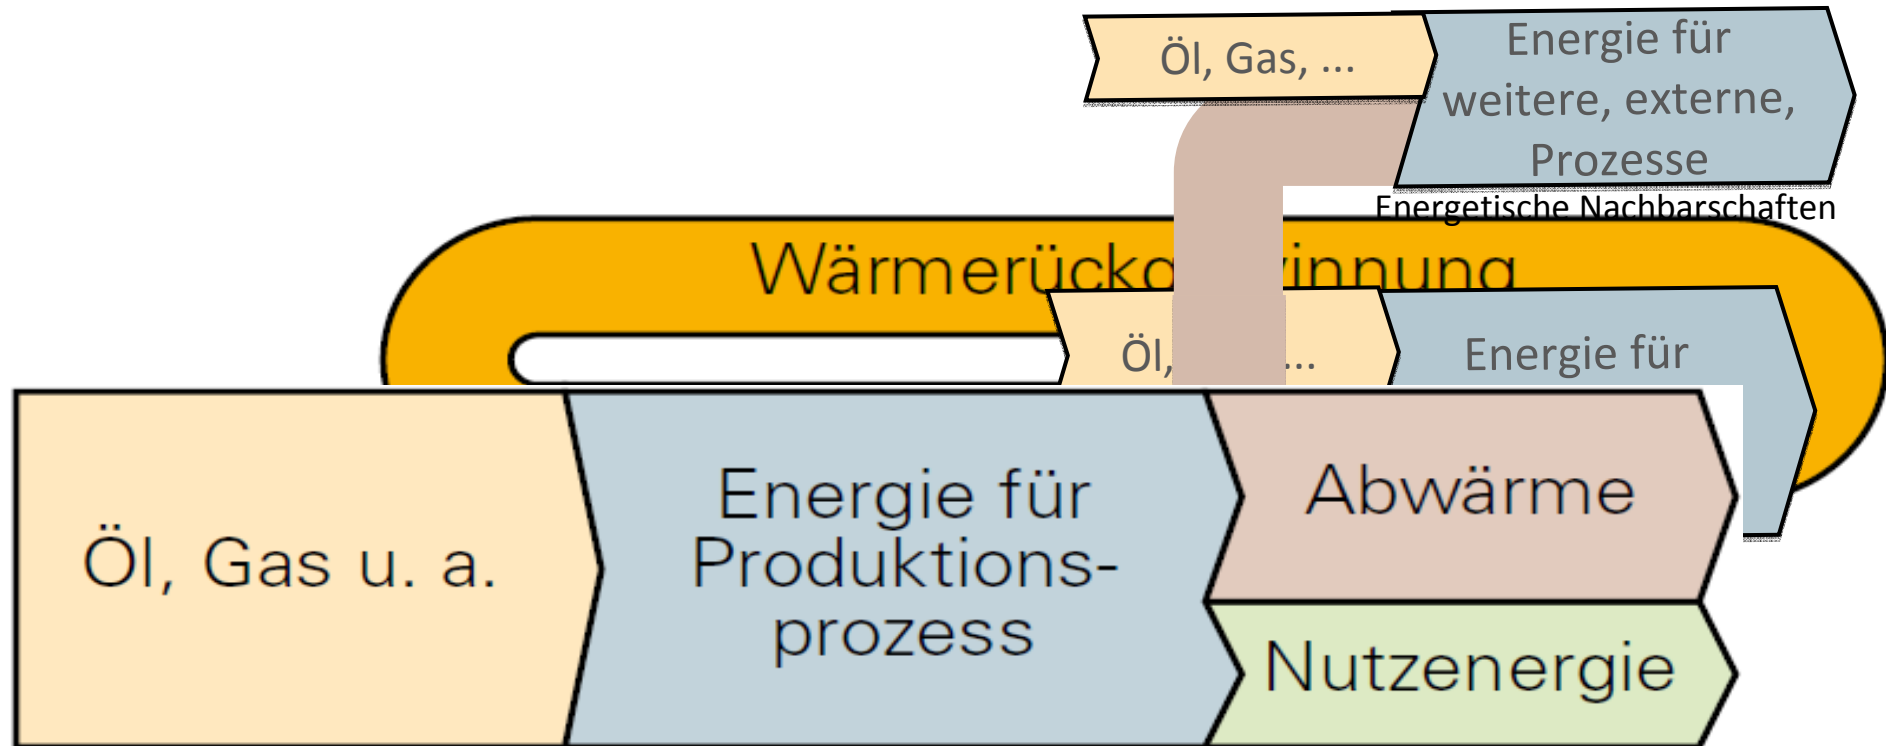 Öl, Gas, ...
Energie für
weitere, externe,
Prozesse
Energetische Nachbarschaften
Öl, ...
Energie für
Öl, Gas u. a.
Energie für
Produktions-
prozess
Abwärme
Nutzenergie